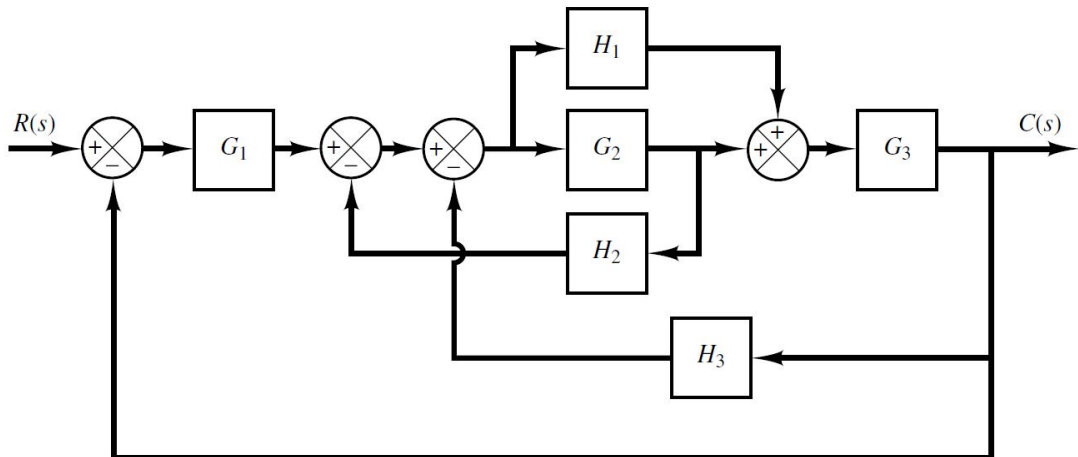 H1
R(s)
+
−
G1
+
−
+
−
G2
+
+
G3
C(s)
H2
H3